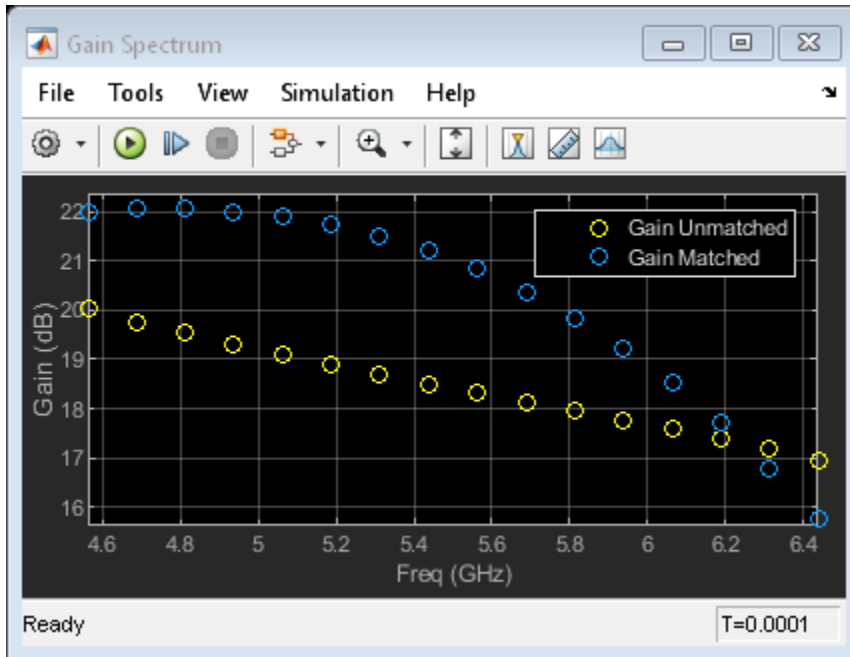 Gain Spectrum
File Tools View Simulation Help
Gain Unmatched
Gain Matched
22
21
20
19
18
17
16
Gain (dB)
4.6 4.8 5 5.2 5.4 5.6 5.8 6 6.2 6.4
Freq (GHz)
Ready T=0.0001